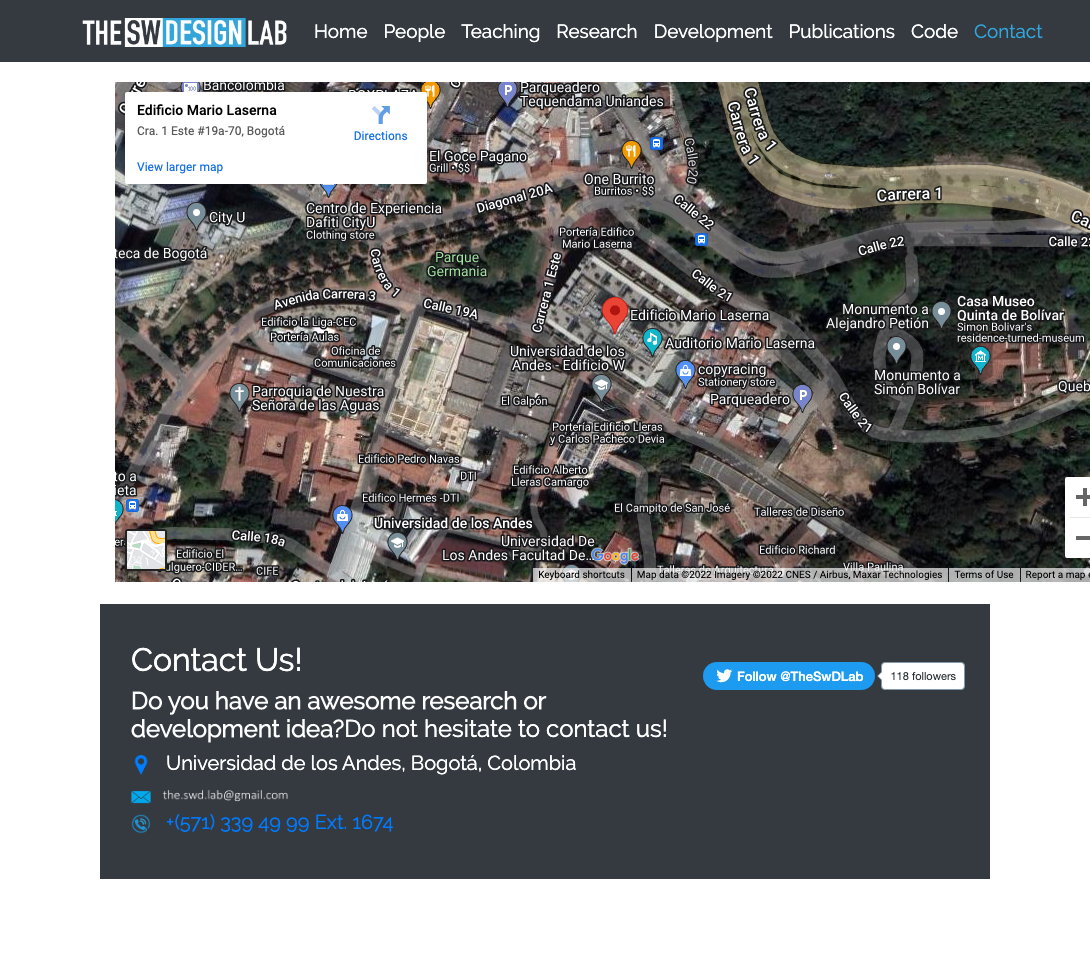 THE SW DESIGN LAB
Home People Teaching Research Development Publications Code Contact
Bancolombia
Parqueadero
Tequendama Uniandes
Edificio Mario Laserna
Cra. 1 Este #19a-70, Bogotá
Directions
View larger map
El Goce Pagano
Grill • $$
One Burrito
Burritos • $$
Calle 20
Carrera 1
Carrera 1
Carrera 1
Diagonal 20A
Calle 22
Calle 22
City U
Centro de Experiencia
Dafiti CityU
Clothing store
Portería Edifico
Mario Laserna
teca de Bogotá
Parque
Germania
Carrera 1
Carrera 1 Este
Calle 21
Avenida Carrera 3
Calle 19A
Edificio la Liga-CEC
Portería Aulas
Oficina de
Comunicaciones
Edificio Mario Laserna
Auditorio Mario Laserna
Universidad de los
Andes - Edificio W
copyracing
Stationery store
Parqueadero
Monumento a
Alejandro Petión
Casa Museo
Quinta de Bolívar
Simon Bolivar's
residence-turned-museum
Monumento a
Simón Bolívar
Parroquia de Nuestra
Señora de las Aguas
El Galpón
Calle 21
Portería Edificio Lleras
y Carlos Pacheco Devia
Edificio Pedro Navas
DTI
Edificio Alberto
Lleras Camargo
Edifico Hermes -DTI
El Campito de San José
Talleres de Diseño
Universidad de los Andes
Calle 18a
Universidad De
Los Andes Facultad De...
Google
Edificio El
CIFE
Edificio Richard
Villa Paulina
Keyboard shortcuts
Map data ©2022 Imagery ©2022 CNES / Airbus, Maxar Technologies
Terms of Use
Report a map
Contact Us!
Follow @TheSwDLab
118 followers
Do you have an awesome research or
development idea?Do not hesitate to contact us!
Universidad de los Andes, Bogotá, Colombia
the.swd.lab@gmail.com
+(571) 339 49 99 Ext. 1674